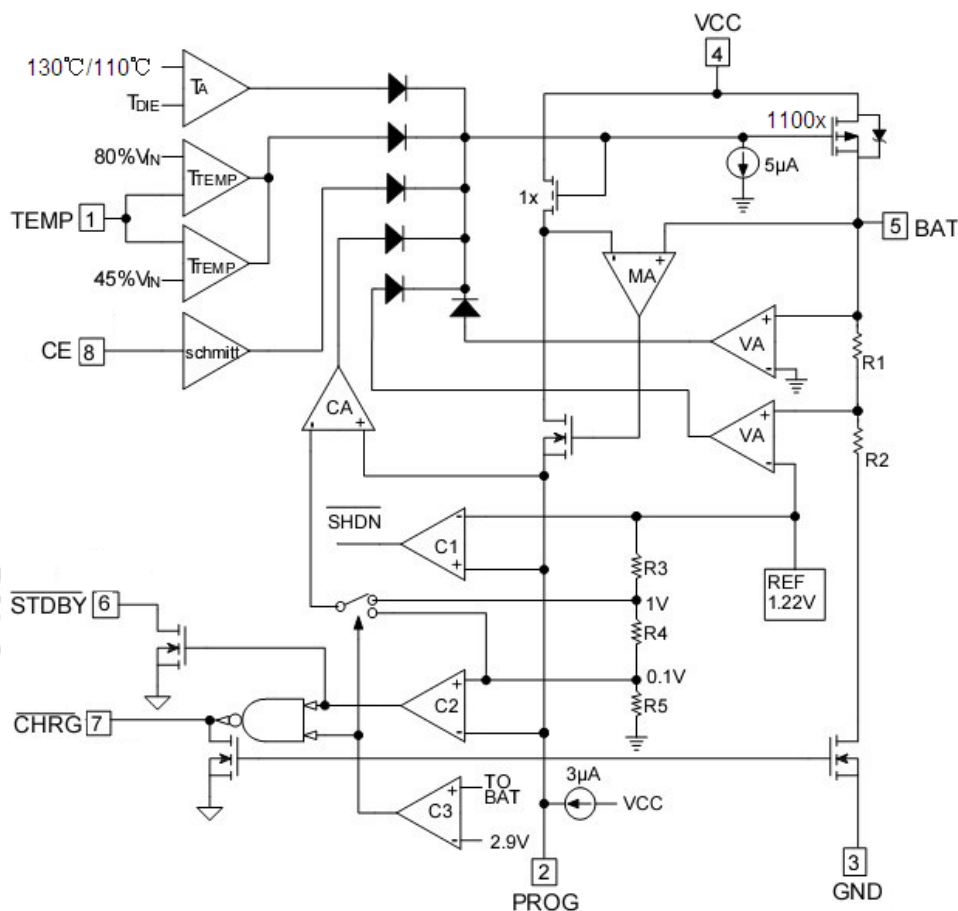 VCC
4
130℃/110℃
TA
TDIE
1100x
80%VIN
TTEMP
5µA
1x
TEMP 1
5 BAT
TTEMP
MA
45%VIN
+
-
CE 8
schmitt
+
VA
-
R1
CA
- +
+
VA
-
R2
SHDN
-
C1
+
R3
REF
1.22V
STDBY 6
1V
R4
0.1V
+
C2
-
R5
CHRG 7
3µA
VCC
+
C3
-
TO
BAT
2.9V
2
PROG
3
GND